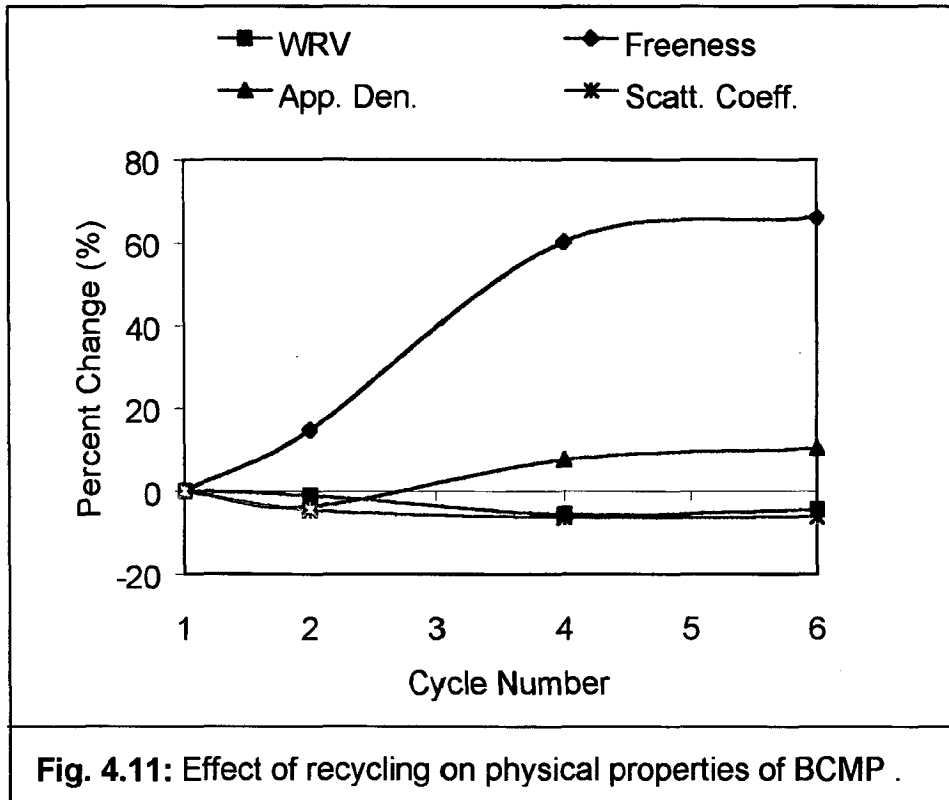 WRV Freeness
App. Den. Scatt. Coeff.
Percent Change (%)
80
60
40
20
0
-20
1 2 3 4 5 6
Cycle Number
Fig. 4.11: Effect of recycling on physical properties of BCMP .